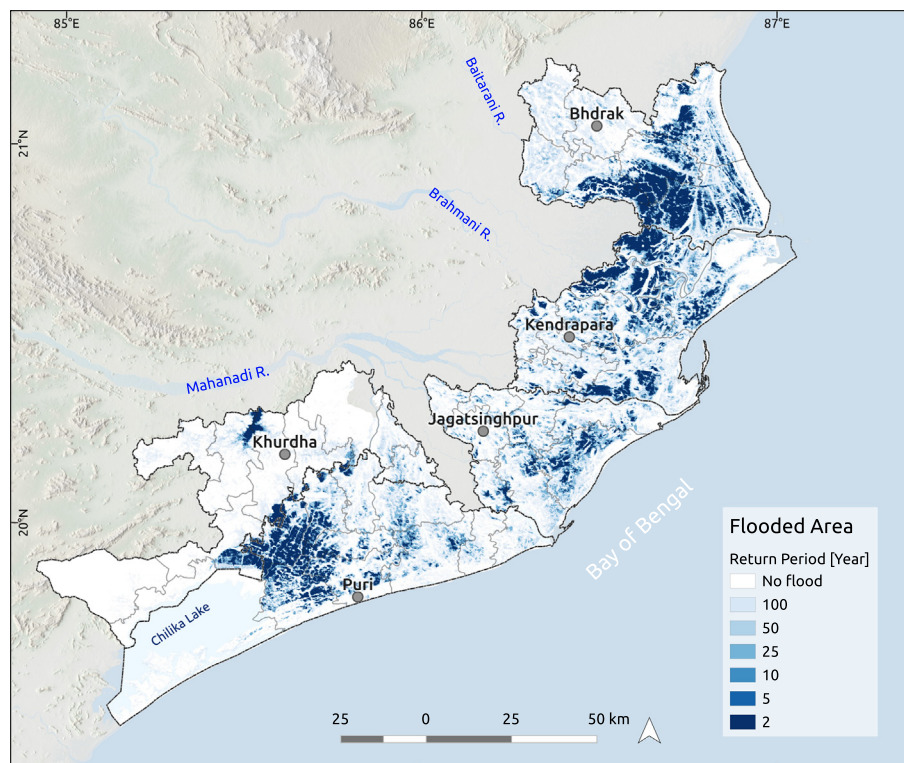 85°E
86°E
87°E
21°N
20°N
Baitarani R.
Bhdrak
Brahmani R.
Kendrapara
Mahanadi R.
Jagatsinghpur
Khurdha
Bay of Bengal
Puri
Chilika Lake
Flooded Area
Return Period [Year]
No flood
100
50
25
10
5
2
25 0 25 50 km